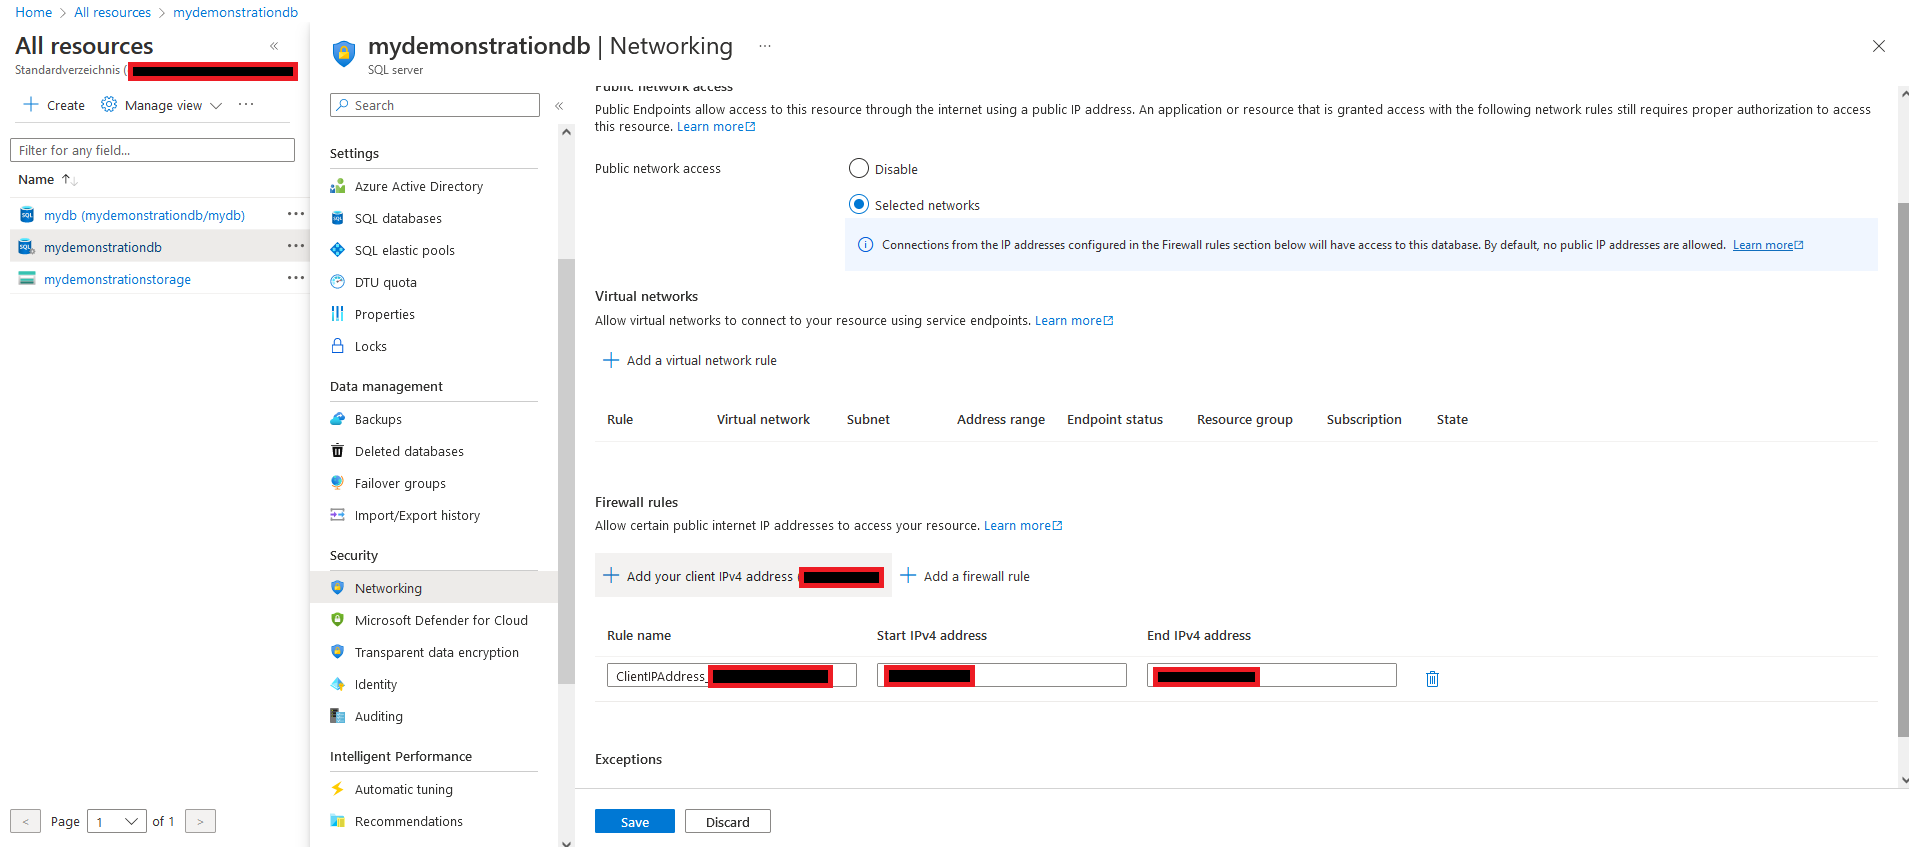 Home > All resources > mydemonstrationdb
All resources «
Standardverzeichnis (
+ Create Manage view ···
Filter for any field...
Name ↑↓
mydb (mydemonstrationdb/mydb) ···
mydemonstrationdb ···
mydemonstrationstorage ···
< Page 1 of 1 >
mydemonstrationdb | Networking ···
SQL server
Search «
Settings
Azure Active Directory
SQL databases
SQL elastic pools
DTU quota
Properties
Locks
Data management
Backups
Deleted databases
Failover groups
Import/Export history
Security
Networking
Microsoft Defender for Cloud
Transparent data encryption
Identity
Auditing
Intelligent Performance
Automatic tuning
Recommendations
Public network access
Public Endpoints allow access to this resource through the internet using a public IP address. An application or resource that is granted access with the following network rules still requires proper authorization to access
this resource. Learn more
Public network access
Disable
Selected networks
Connections from the IP addresses configured in the Firewall rules section below will have access to this database. By default, no public IP addresses are allowed. Learn more
Virtual networks
Allow virtual networks to connect to your resource using service endpoints. Learn more
+ Add a virtual network rule
Rule Virtual network Subnet Address range Endpoint status Resource group Subscription State
Firewall rules
Allow certain public internet IP addresses to access your resource. Learn more
+ Add your client IPv4 address ( + Add a firewall rule
Rule name Start IPv4 address End IPv4 address
ClientIPAddress_
Exceptions
Save Discard